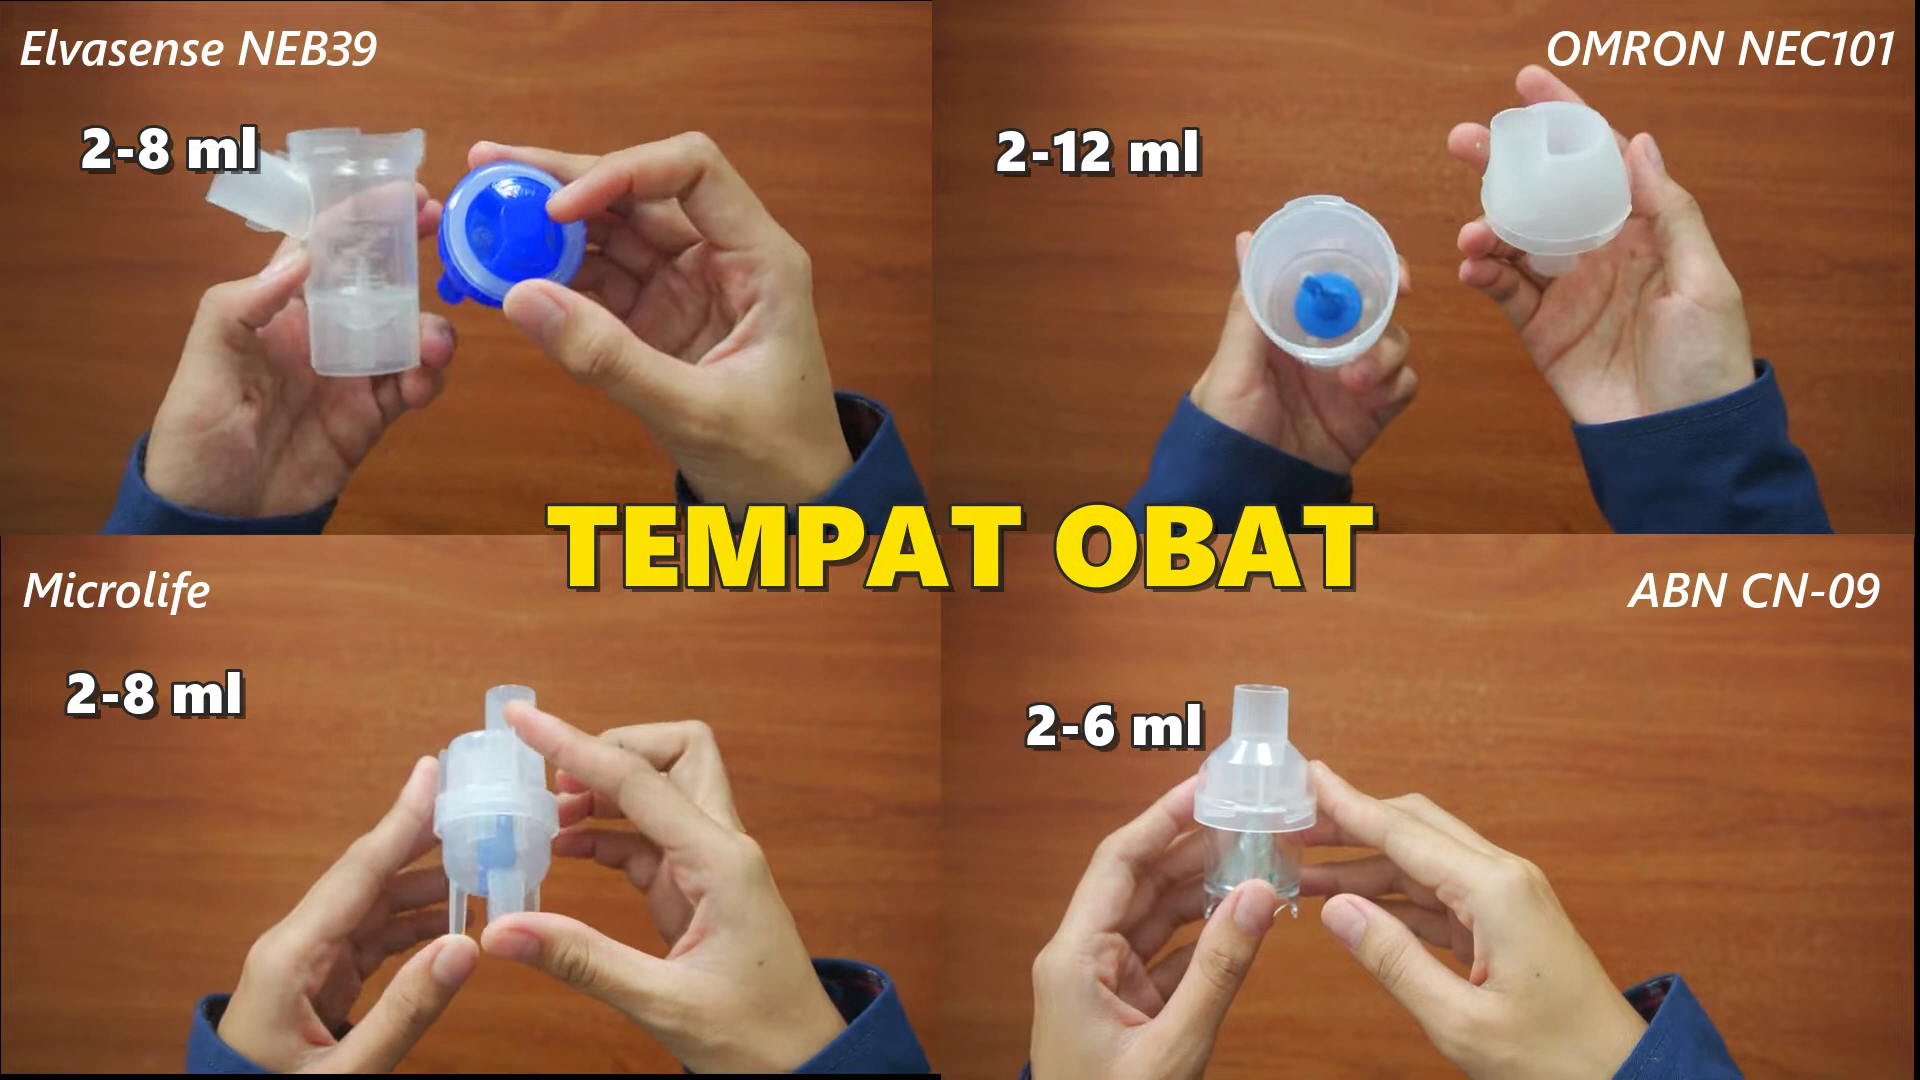 Elvasense NEB39
OMRON NEC101
2-8 ml
2-12 ml
TEMPAT OBAT
Microlife
ABN CN-09
2-8 ml
2-6 ml